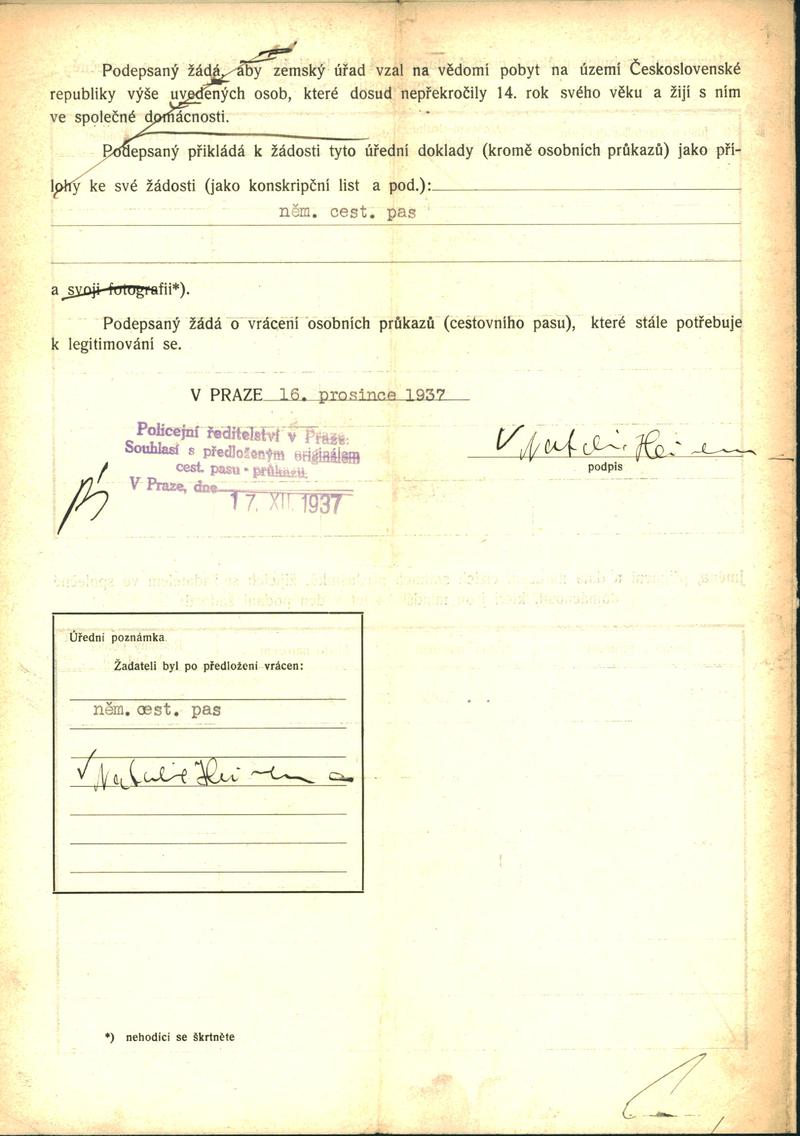 Podepsaný žádá, aby zemský úřad vzal na vědomí pobyt na území Československé
republiky výše uvedených osob, které dosud nepřekročily 14. rok svého věku a žijí s ním
ve společné domácnosti.
Podepsaný přikládá k žádosti tyto úřední doklady (kromě osobních průkazů) jako pří-
lohy ke své žádosti (jako konskripční list a pod.):
něm. cest. pas
a svoji fotografii*).
Podepsaný žádá o vrácení osobních průkazů (cestovního pasu), které stále potřebuje
k legitimování se.
V PRAZE 16. prosince 1937
Policejní ředitelství v Praze.
Souhlasí s předloženým originálem
cest. pasu - průkazu.
V Praze, dne
17. XII. 1937
Natalie
podpis
Úřední poznámka
Žadateli byl po předložení vrácen:
něm. cest. pas
Natalie
*) nehodící se škrtněte